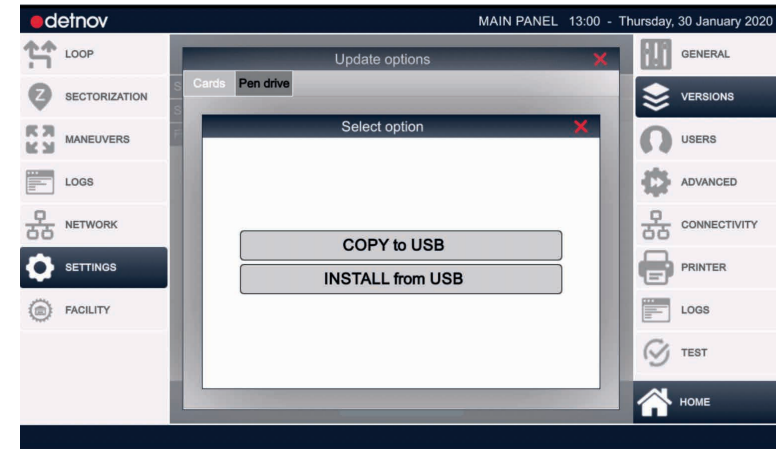 detnov
MAIN PANEL 13:00 - Thursday, 30 January 2020
LOOP
SECTORIZATION
MANEUVERS
LOGS
NETWORK
SETTINGS
FACILITY
Update options
Cards
Pen drive
Select option
COPY to USB
INSTALL from USB
GENERAL
VERSIONS
USERS
ADVANCED
CONNECTIVITY
PRINTER
LOGS
TEST
HOME